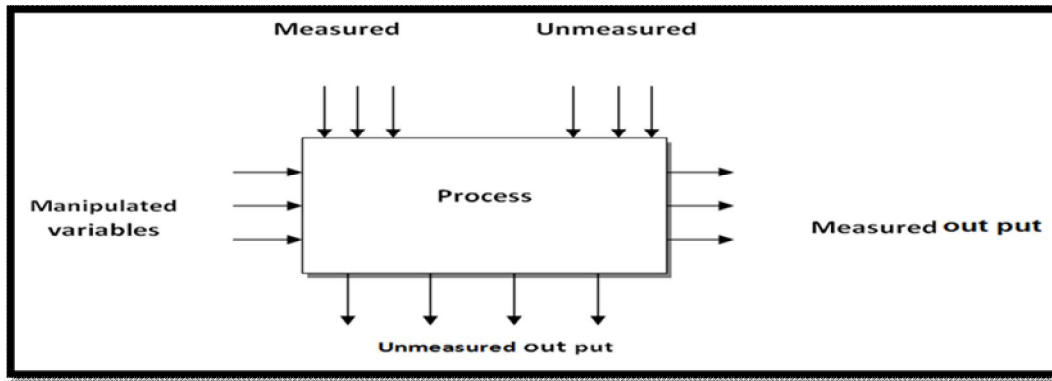 Measured
Unmeasured
Process
Manipulated
variables
Measured out put
Unmeasured out put